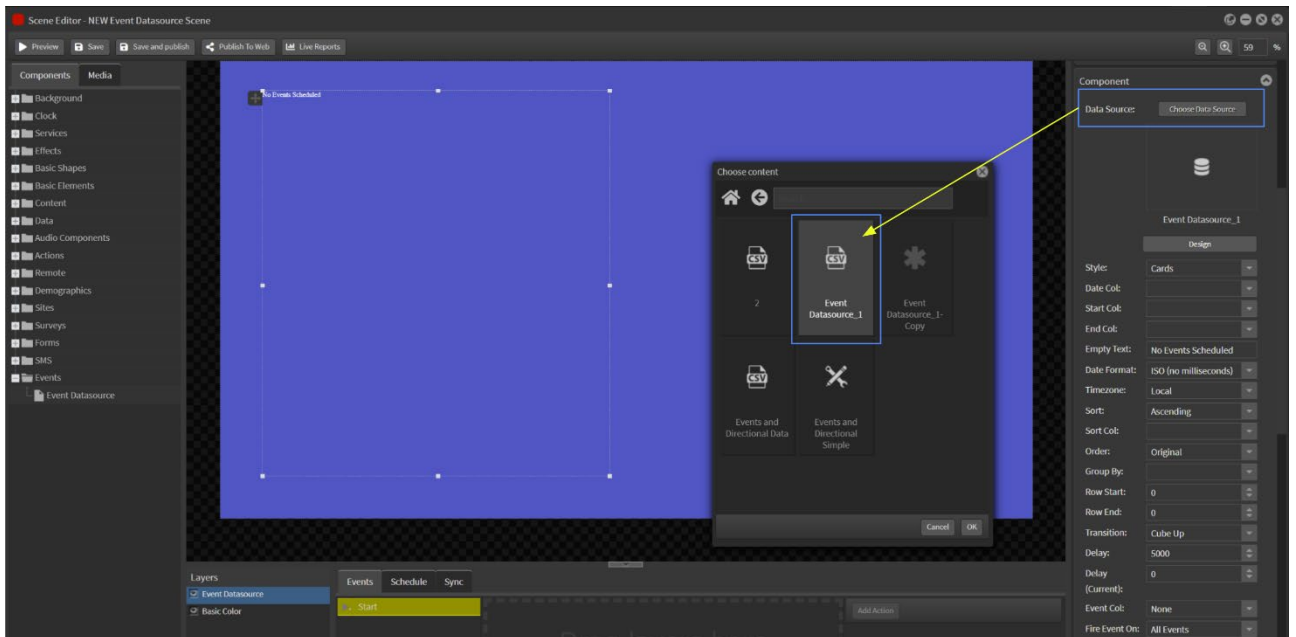 Scene Editor - NEW Event Datasource Scene
Preview Save Save and publish Publish To Web Live Reports 59 %
Components Media
Background
Clock
Services
Effects
Basic Shapes
Basic Elements
Content
Data
Audio Components
Actions
Remote
Demographics
Sites
Surveys
Forms
SMS
Events
Event Datasource
No Events Scheduled
Choose content
CSV
2
CSV
Event
Datasource_1
Event
Datasource_1-
Copy
CSV
Events and
Directional Data
Events and
Directional
Simple
Cancel OK
Component
Data Source: Choose Data Source
Event Datasource_1
Design
Style: Cards
Date Col:
Start Col:
End Col:
Empty Text: No Events Scheduled
Date Format: ISO (no milliseconds)
Timezone: Local
Sort: Ascending
Sort Col:
Order: Original
Group By:
Row Start: 0
Row End: 0
Transition: Cube Up
Delay: 5000
Delay
(Current): 0
Event Col: None
Fire Event On: All Events
Layers
Event Datasource
Basic Color
Events Schedule Sync
Start
Add Action